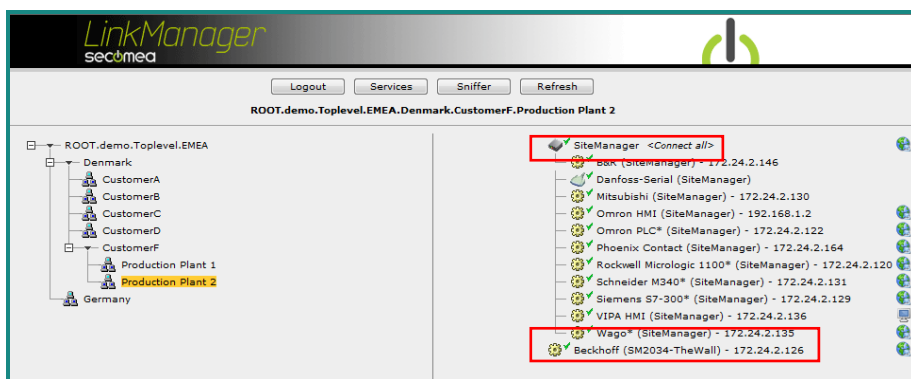 LinkManager
secomea
Logout Services Sniffer Refresh
ROOT.demo.Toplevel.EMEA.Denmark.CustomerF.Production Plant 2
ROOT.demo.Toplevel.EMEA
Denmark
CustomerA
CustomerB
CustomerC
CustomerD
CustomerF
Production Plant 1
Production Plant 2
Germany
SiteManager <Connect all>
B&R (SiteManager) - 172.24.2.146
Danfoss-Serial (SiteManager)
Mitsubishi (SiteManager) - 172.24.2.130
Omron HMI (SiteManager) - 192.168.1.2
Omron PLC* (SiteManager) - 172.24.2.122
Phoenix Contact (SiteManager) - 172.24.2.164
Rockwell Micrologic 1100* (SiteManager) - 172.24.2.120
Schneider M340* (SiteManager) - 172.24.2.131
Siemens S7-300* (SiteManager) - 172.24.2.129
VIPA HMI (SiteManager) - 172.24.2.136
Wago* (SiteManager) - 172.24.2.135
Beckhoff (SM2034-TheWall) - 172.24.2.126